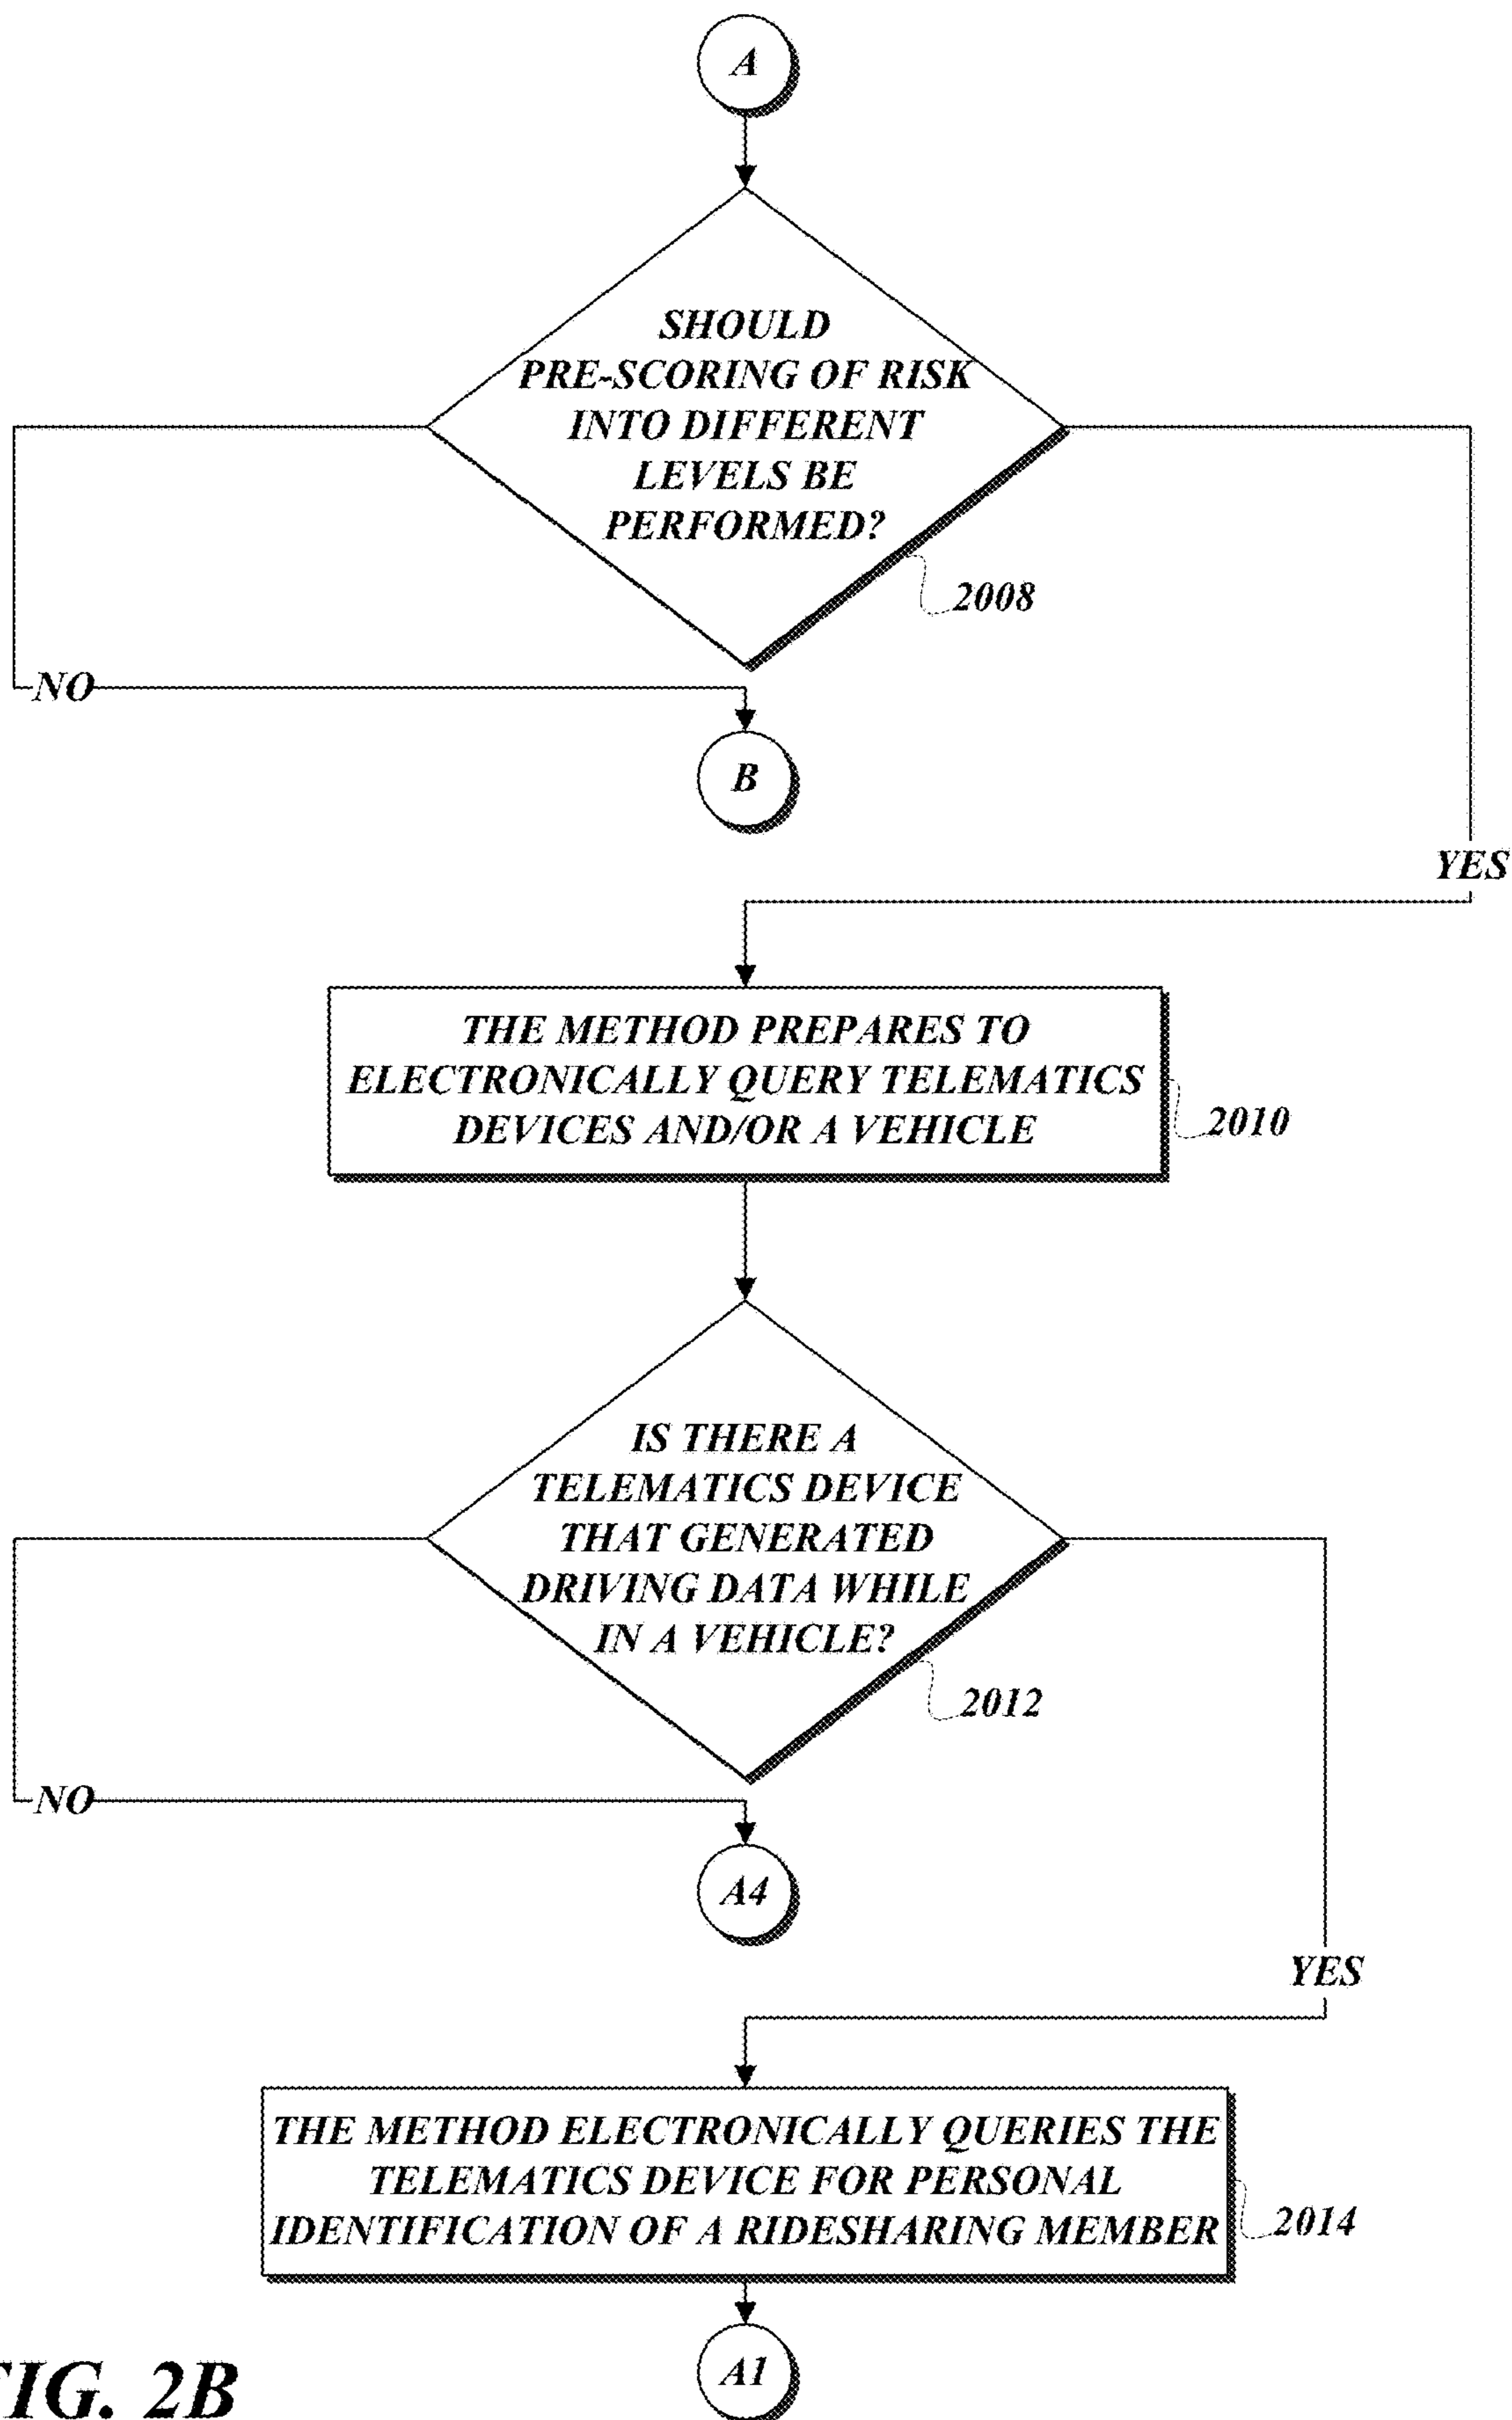 A
SHOULD
PRE-SCORING OF RISK
INTO DIFFERENT
LEVELS BE
PERFORMED?
2008
NO
B
YES
THE METHOD PREPARES TO
ELECTRONICALLY QUERY TELEMATICS
DEVICES AND/OR A VEHICLE
2010
IS THERE A
TELEMATICS DEVICE
THAT GENERATED
DRIVING DATA WHILE
IN A VEHICLE?
2012
NO
A4
YES
THE METHOD ELECTRONICALLY QUERIES THE
TELEMATICS DEVICE FOR PERSONAL
IDENTIFICATION OF A RIDESHARING MEMBER
2014
A1
FIG. 2B